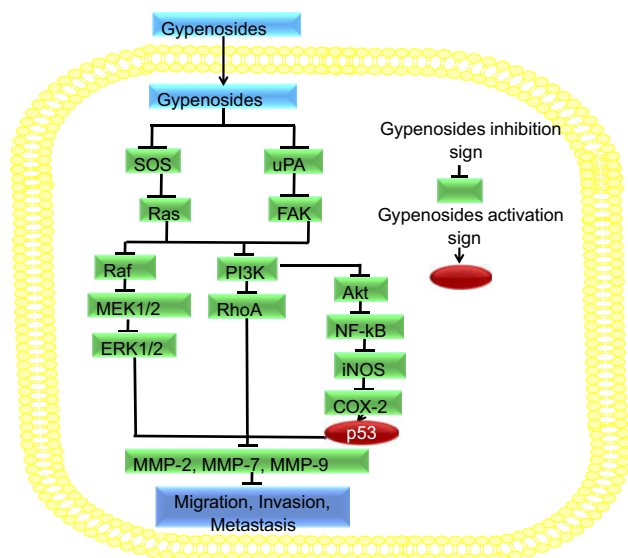 Gypenosides
Gypenosides
SOS
uPA
Ras
FAK
Raf
PI3K
Akt
MEK1/2
RhoA
NF-kB
ERK1/2
iNOS
COX-2
p53
MMP-2, MMP-7, MMP-9
Migration, Invasion,
Metastasis
Gypenosides inhibition
sign
Gypenosides activation
sign